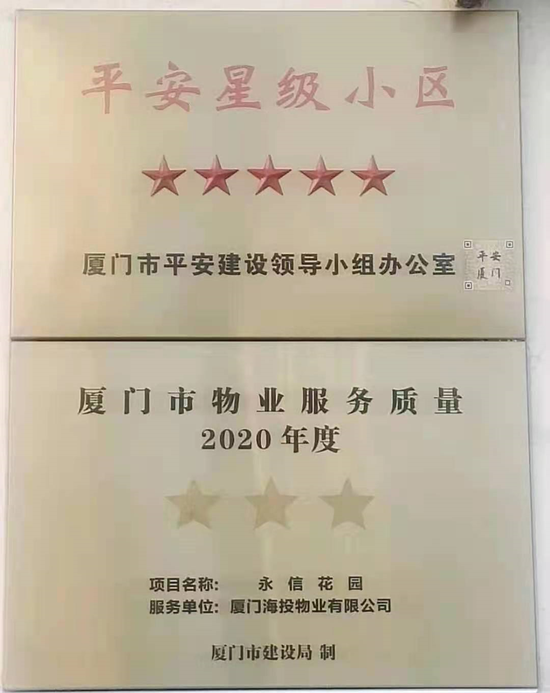 平安星级小区
厦门市平安建设领导小组办公室
平安
厦门
厦门市物业服务质量
2020年度
项目名称： 永信花园
服务单位：厦门海投物业有限公司
厦门市建设局 制